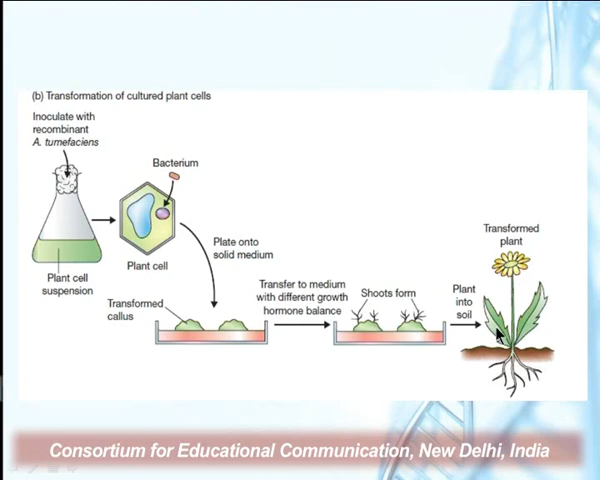 (b) Transformation of cultured plant cells
Inoculate with
recombinant
A. tumefaciens
Bacterium
Plant cell
suspension
Plant cell
Plate onto
solid medium
Transformed
callus
Transfer to medium
with different growth
hormone balance
Shoots form
Plant
into
soil
Transformed
plant
Consortium for Educational Communication, New Delhi, India